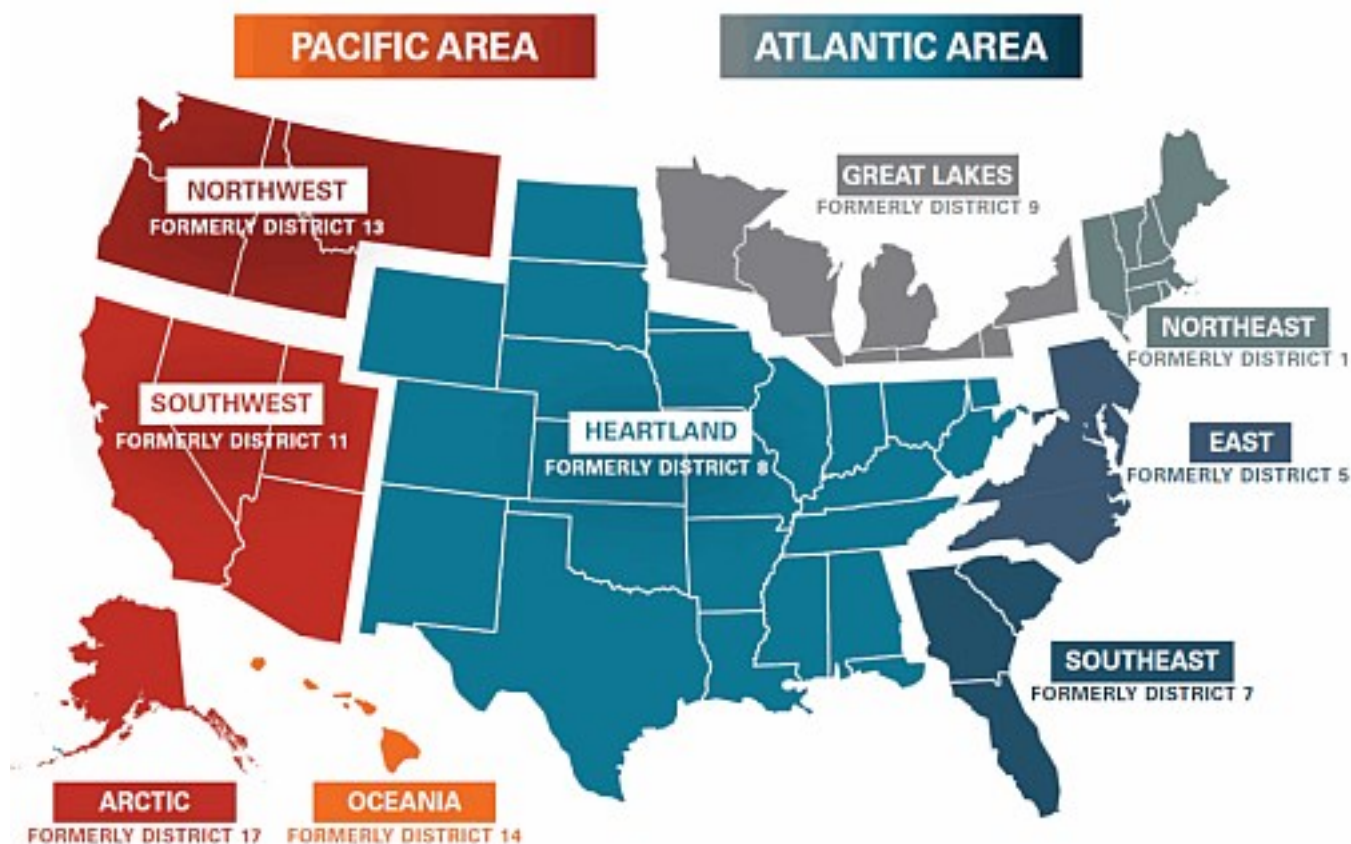 PACIFIC AREA
ATLANTIC AREA
NORTHWEST
FORMERLY DISTRICT 13
GREAT LAKES
FORMERLY DISTRICT 9
NORTHEAST
FORMERLY DISTRICT 1
SOUTHWEST
FORMERLY DISTRICT 11
HEARTLAND
FORMERLY DISTRICT 8
EAST
FORMERLY DISTRICT 5
SOUTHEAST
FORMERLY DISTRICT 7
ARCTIC
FORMERLY DISTRICT 17
OCEANIA
FORMERLY DISTRICT 14